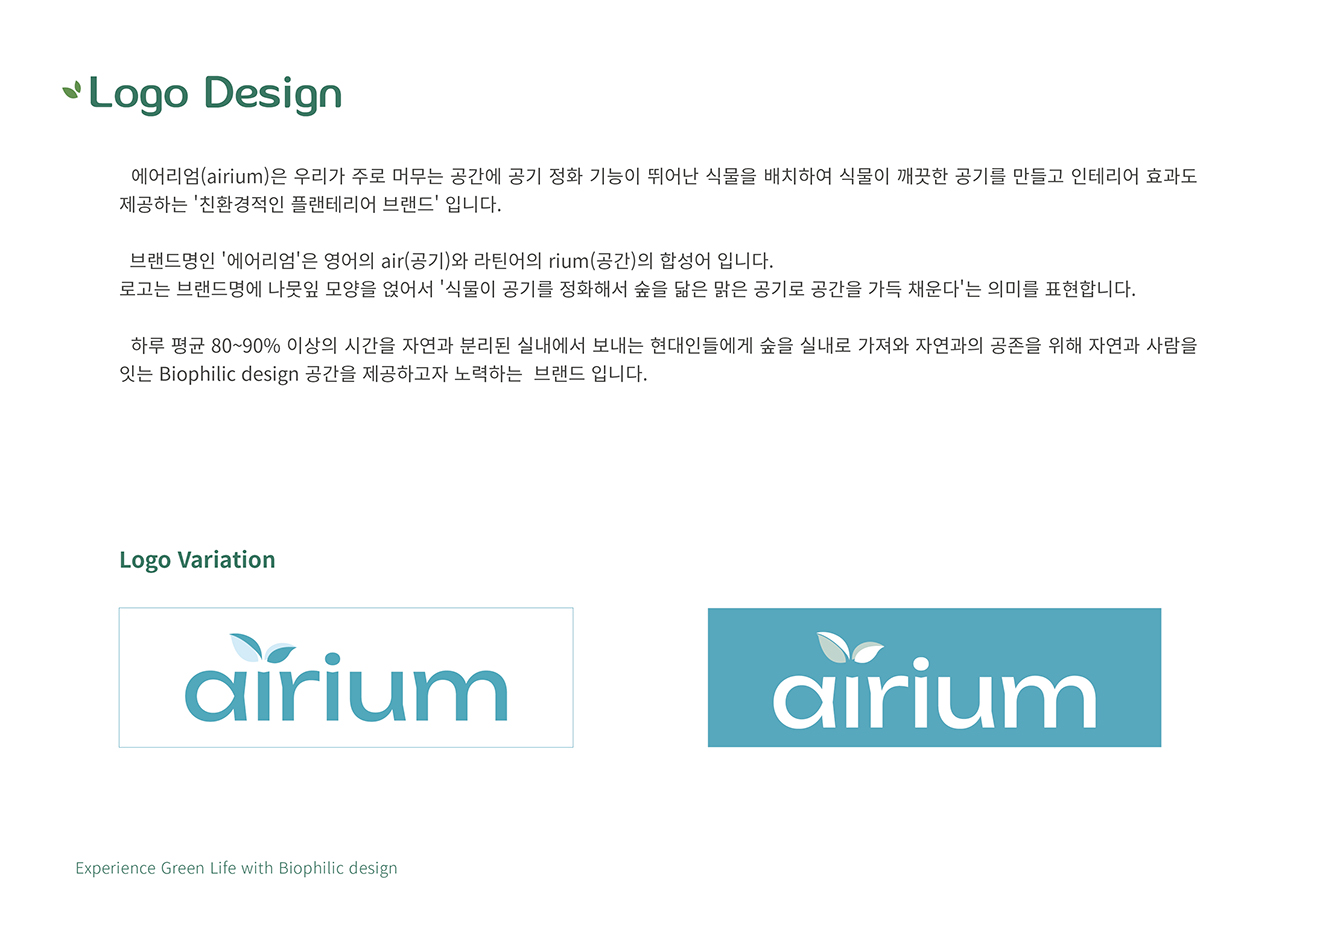 Logo Design
에어리엄(airium)은 우리가 주로 머무는 공간에 공기 정화 기능이 뛰어난 식물을 배치하여 식물이 깨끗한 공기를 만들고 인테리어 효과도
제공하는 '친환경적인 플랜테리어 브랜드' 입니다.
브랜드명인 '에어리엄'은 영어의 air(공기)와 라틴어의 rium(공간)의 합성어 입니다.
로고는 브랜드명에 나뭇잎 모양을 얹어서 '식물이 공기를 정화해서 숲을 닮은 맑은 공기로 공간을 가득 채운다'는 의미를 표현합니다.
하루 평균 80~90% 이상의 시간을 자연과 분리된 실내에서 보내는 현대인들에게 숲을 실내로 가져와 자연과의 공존을 위해 자연과 사람을
잇는 Biophilic design 공간을 제공하고자 노력하는 브랜드 입니다.
Logo Variation
airium
airium
Experience Green Life with Biophilic design